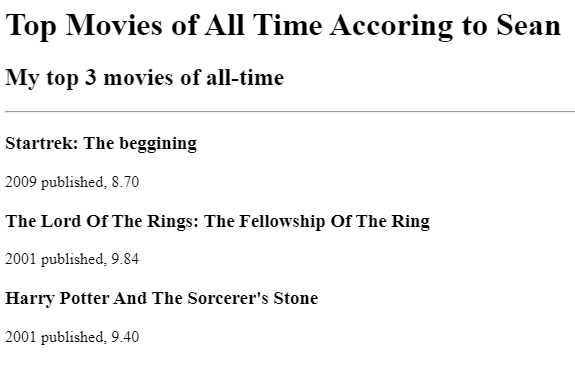 Top Movies of All Time Accoring to Sean
My top 3 movies of all-time
Startrek: The beggining
2009 published, 8.70
The Lord Of The Rings: The Fellowship Of The Ring
2001 published, 9.84
Harry Potter And The Sorcerer's Stone
2001 published, 9.40